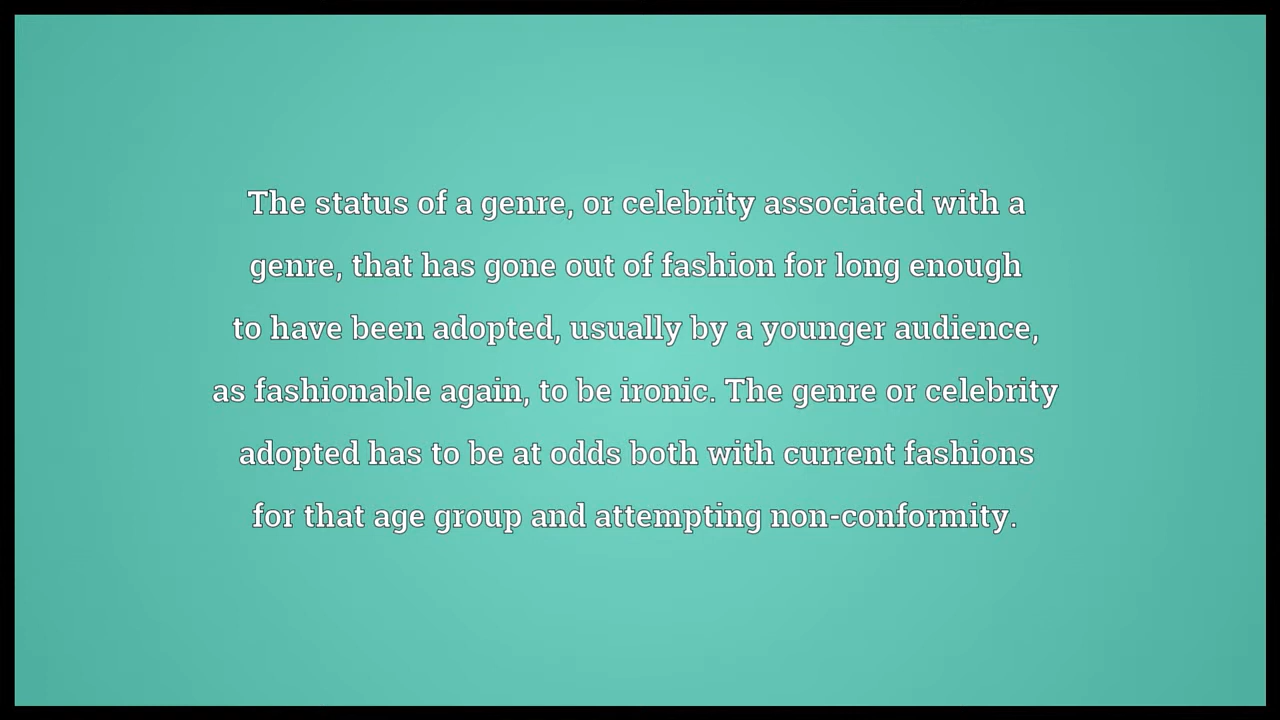 The status of a genre, or celebrity associated with a
genre, that has gone out of fashion for long enough
to have been adopted, usually by a younger audience,
as fashionable again, to be ironic. The genre or celebrity
adopted has to be at odds both with current fashions
for that age group and attempting non-conformity.